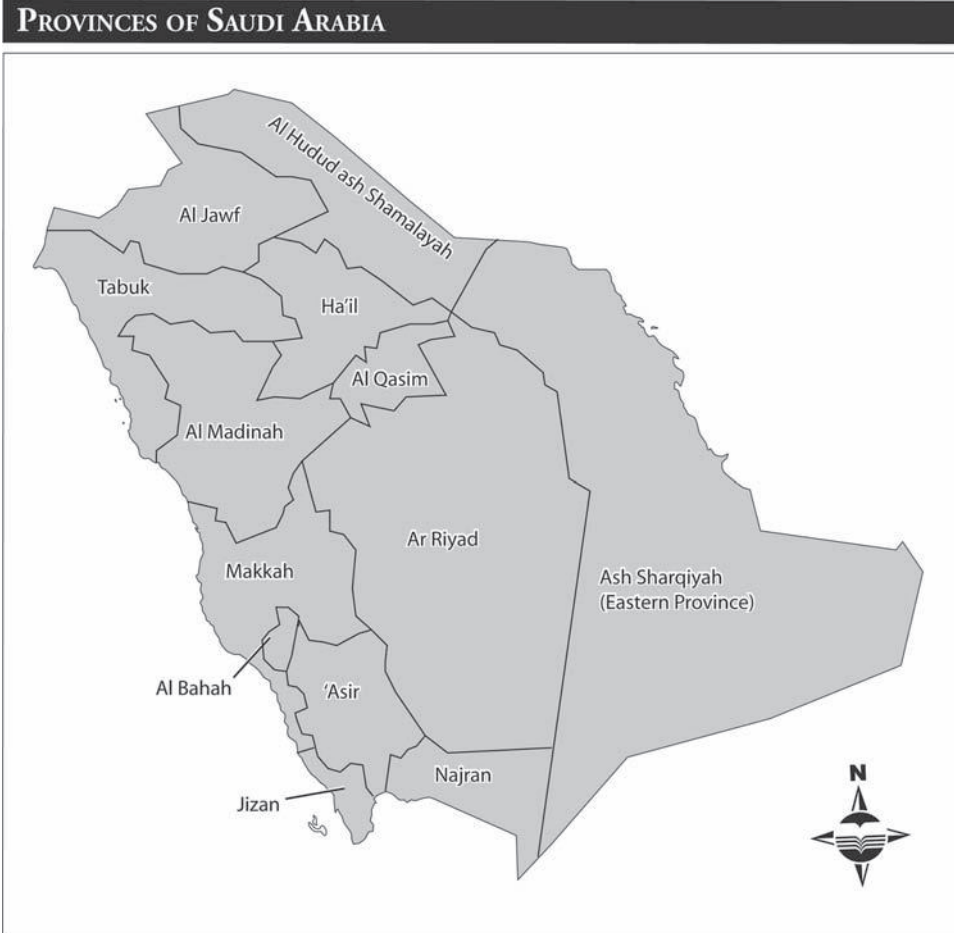 PROVINCES OF SAUDI ARABIA
Al Hudud ash Shamalayah
Al Jawf
Tabuk
Ha'il
Al Qasim
Al Madinah
Ar Riyad
Makkah
Ash Sharqiyah
(Eastern Province)
Al Bahah
'Asir
Najran
Jizan
N